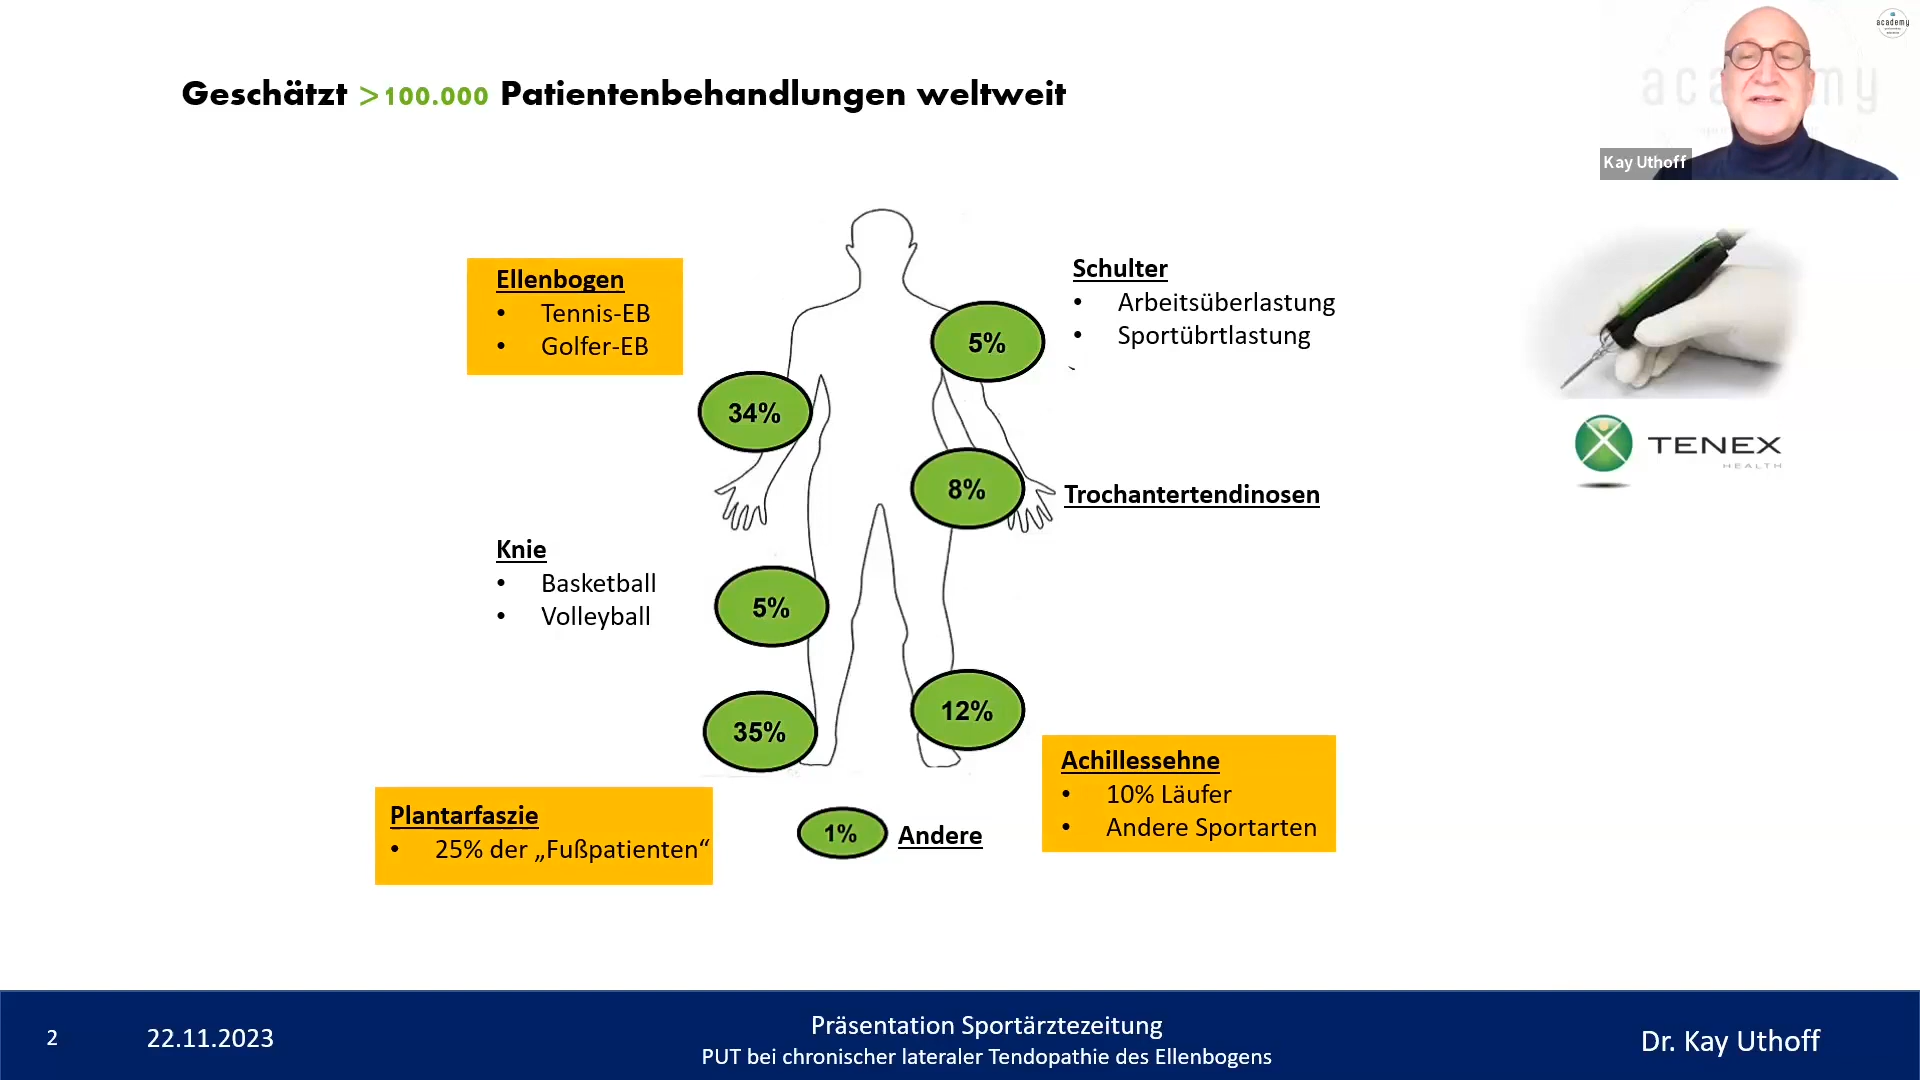 Geschätzt >100.000 Patientenbehandlungen weltweit
academy
academy
Kay Uthoff
Ellenbogen
• Tennis-EB
• Golfer-EB
Schulter
• Arbeitsüberlastung
• Sportübrtlastung
5%
34%
TENEX
HEALTH
8%
Trochantertendinosen
Knie
• Basketball
• Volleyball
5%
35%
12%
Achillessehne
• 10% Läufer
• Andere Sportarten
Plantarfaszie
• 25% der „Fußpatienten“
1%
Andere
2
22.11.2023
Präsentation Sportärztezeitung
PUT bei chronischer lateraler Tendopathie des Ellenbogens
Dr. Kay Uthoff